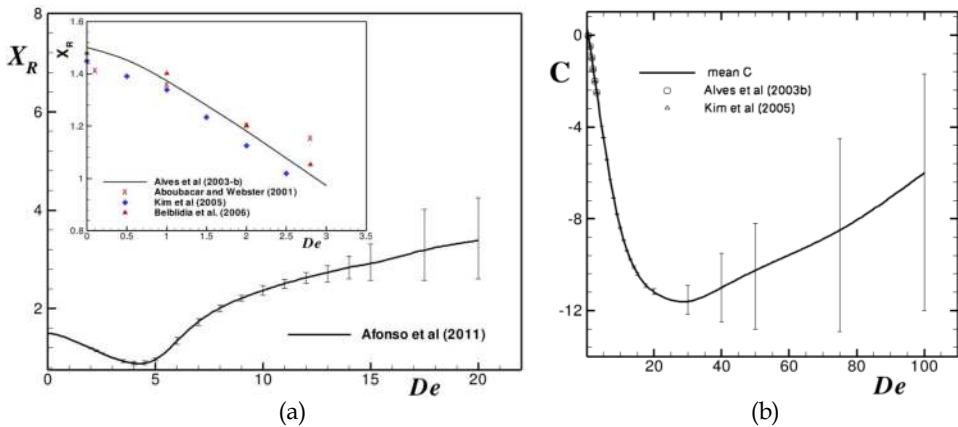 8
X_R
6
4
2
0
5
10
15
20
De
1.6
1.4
1.2
1
0.8
X_R
0
0.5
1
1.5
2
2.5
3
3.5
De
Alves et al (2003-b)
Aboubacar and Webster (2001)
Kim et al (2005)
Belblidia et al. (2006)
Afonso et al (2011)
(a)
0
C
-4
-8
-12
20
40
60
80
100
De
mean C
Alves et al (2003b)
Kim et al (2005)
(b)